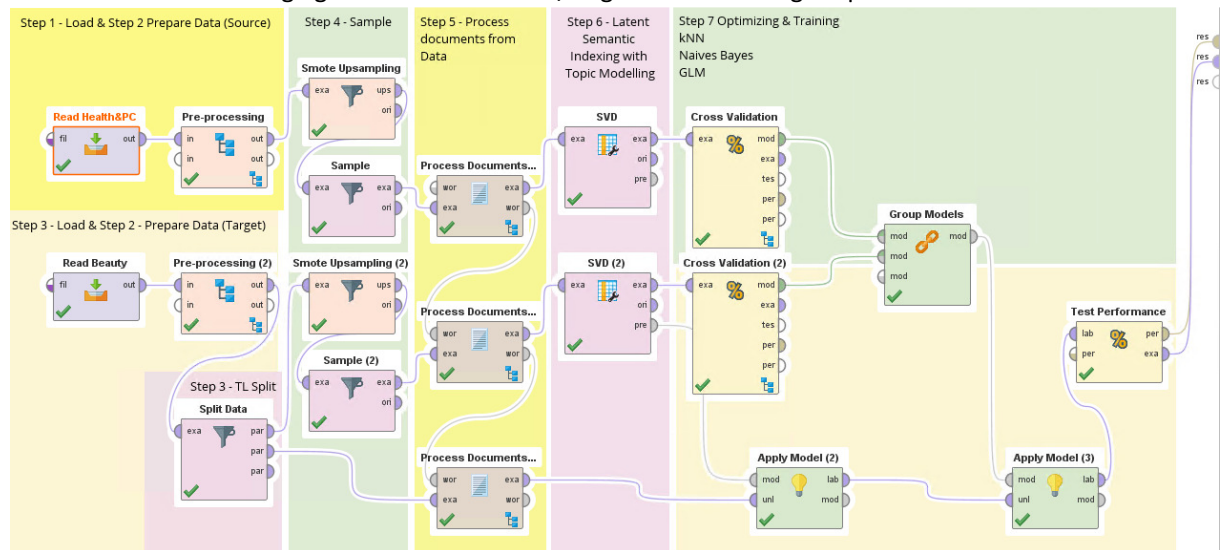 Step 1 - Load & Step 2 Prepare Data (Source)
Step 4 - Sample
Step 5 - Process
documents from
Data
Step 6 - Latent
Semantic
Indexing with
Topic Modelling
Step 7 Optimizing & Training
kNN
Naives Bayes
GLM
res
res
res
Smote Upsampling
exa ups
ori
Read Health&PC
fil out
Pre-processing
in out
in out
Sample
exa exa
ori
Process Documents...
wor exa
exa wor
SVD
exa exa
ori
pre
Cross Validation
exa mod
exa
tes
per
per
Group Models
mod mod
mod
mod
Step 3 - Load & Step 2 - Prepare Data (Target)
Read Beauty
fil out
Pre-processing (2)
in out
in out
Smote Upsampling (2)
exa ups
ori
Process Documents...
wor exa
exa wor
SVD (2)
exa exa
ori
pre
Cross Validation (2)
exa mod
exa
tes
per
per
Test Performance
lab per
per exa
Sample (2)
exa exa
ori
Step 3 - TL Split
Split Data
exa par
par
par
Process Documents...
wor exa
exa wor
Apply Model (2)
mod lab
unl mod
Apply Model (3)
mod lab
unl mod